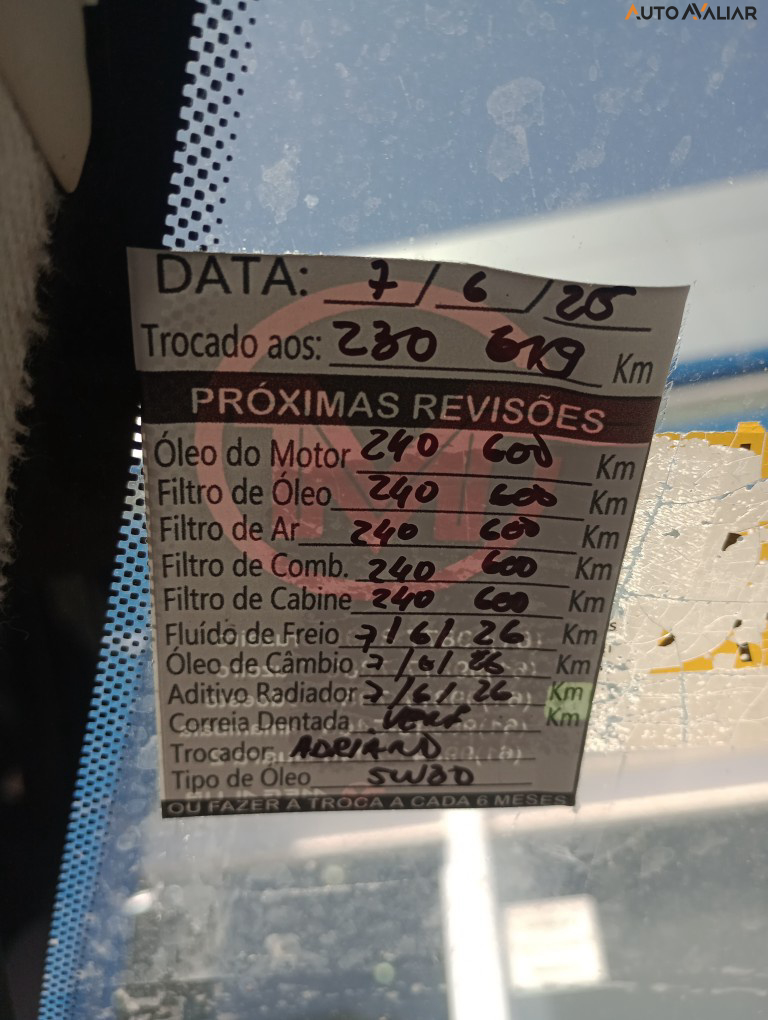 AUTO AVALIAR
DATA: 7 / 6 / 25
Trocado aos: 230 619 Km
PRÓXIMAS REVISÕES
Óleo do Motor 240 600 Km
Filtro de Óleo 240 600 Km
Filtro de Ar 240 600 Km
Filtro de Comb. 240 600 Km
Filtro de Cabine 240 600 Km
Fluído de Freio 7/6/26 Km
Óleo de Câmbio 7/6/26 Km
Aditivo Radiador 7/6/26 Km
Correia Dentada Km
Trocador ADRIANO
Tipo de Óleo 5W30
OU FAZER A TROCA A CADA 6 MESES